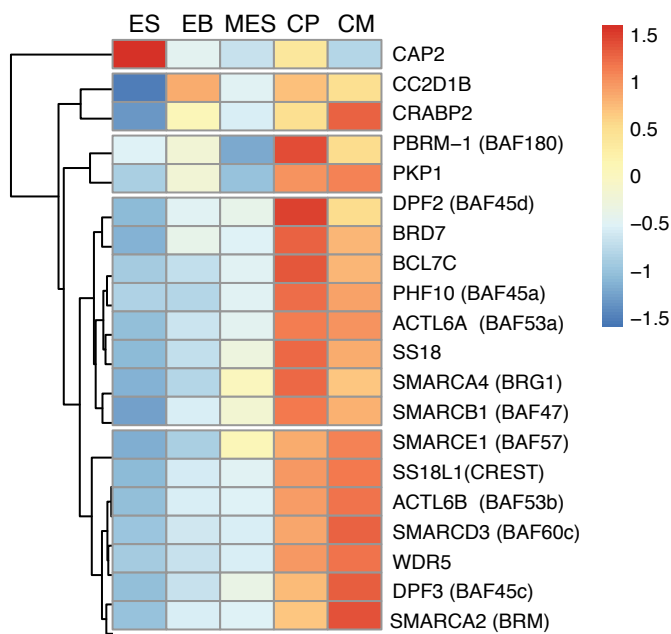 ES EB MES CP CM
CAP2
CC2D1B
CRABP2
PBRM-1 (BAF180)
PKP1
DPF2 (BAF45d)
BRD7
BCL7C
PHF10 (BAF45a)
ACTL6A (BAF53a)
SS18
SMARCA4 (BRG1)
SMARCB1 (BAF47)
SMARCE1 (BAF57)
SS18L1(CREST)
ACTL6B (BAF53b)
SMARCD3 (BAF60c)
WDR5
DPF3 (BAF45c)
SMARCA2 (BRM)
1.5
1
0.5
0
−0.5
−1
−1.5